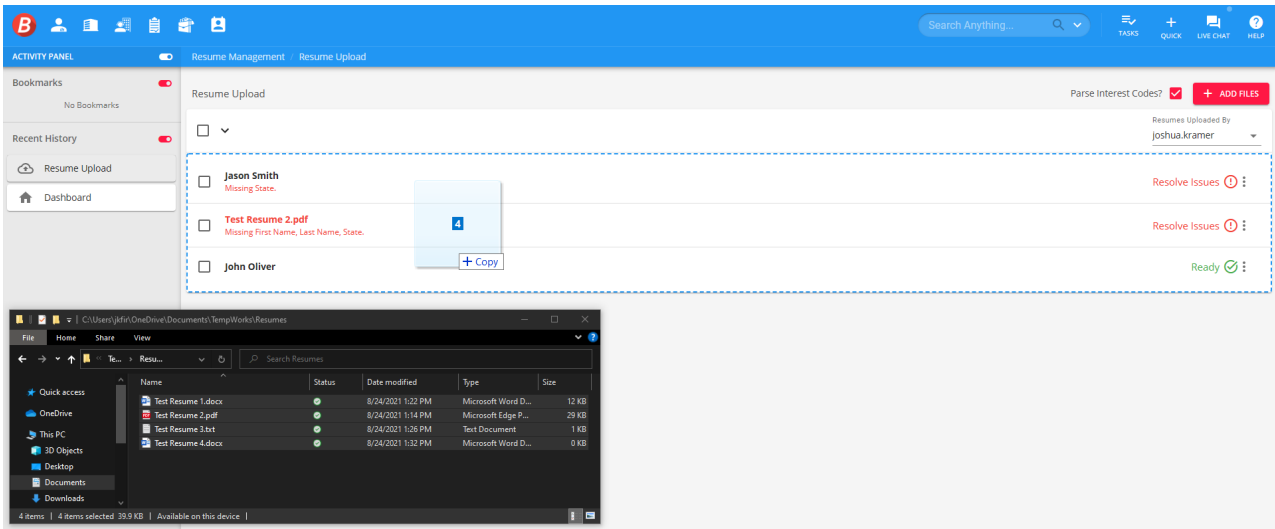 B
Search Anything...
TASKS
QUICK
LIVE CHAT
HELP
ACTIVITY PANEL
Resume Management / Resume Upload
Bookmarks
No Bookmarks
Recent History
Resume Upload
Dashboard
Resume Upload
Parse Interest Codes?
+ ADD FILES
Resumes Uploaded By
joshua.kramer
Jason Smith
Missing State.
Resolve Issues
Test Resume 2.pdf
Missing First Name, Last Name, State.
Resolve Issues
John Oliver
Ready
4
+ Copy
C:\Users\jkfir\OneDrive\Documents\TempWorks\Resumes
File Home Share View
Te... › Resu...
Search Resumes
Quick access
OneDrive
This PC
3D Objects
Desktop
Documents
Downloads
Name Status Date modified Type Size
Test Resume 1.docx 8/24/2021 1:22 PM Microsoft Word D... 12 KB
Test Resume 2.pdf 8/24/2021 1:14 PM Microsoft Edge P... 29 KB
Test Resume 3.txt 8/24/2021 1:26 PM Text Document 1 KB
Test Resume 4.docx 8/24/2021 1:32 PM Microsoft Word D... 0 KB
4 items | 4 items selected 39.9 KB | Available on this device |